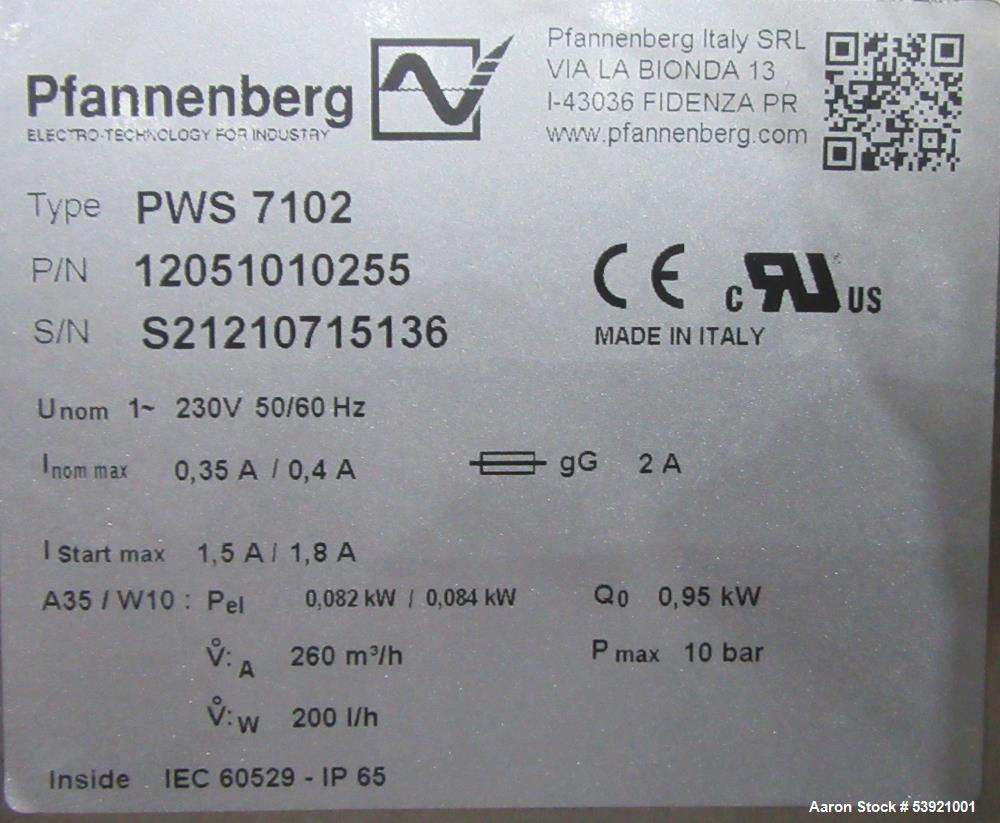 Pfannenberg
ELECTRO-TECHNOLOGY FOR INDUSTRY
Pfannenberg Italy SRL
VIA LA BIONDA 13
I-43036 FIDENZA PR
www.pfannenberg.com
Type PWS 7102
P/N 12051010255
S/N S21210715136
CE c RU US
MADE IN ITALY
Unom 1~ 230V 50/60 Hz
Inom max 0,35 A / 0,4 A gG 2 A
I Start max 1,5 A / 1,8 A
A35 / W10 : Pel 0,082 kW / 0,084 kW Q0 0,95 kW
V̊: A 260 m³/h P max 10 bar
V̊: W 200 l/h
Inside IEC 60529 - IP 65
Aaron Stock # 53921001